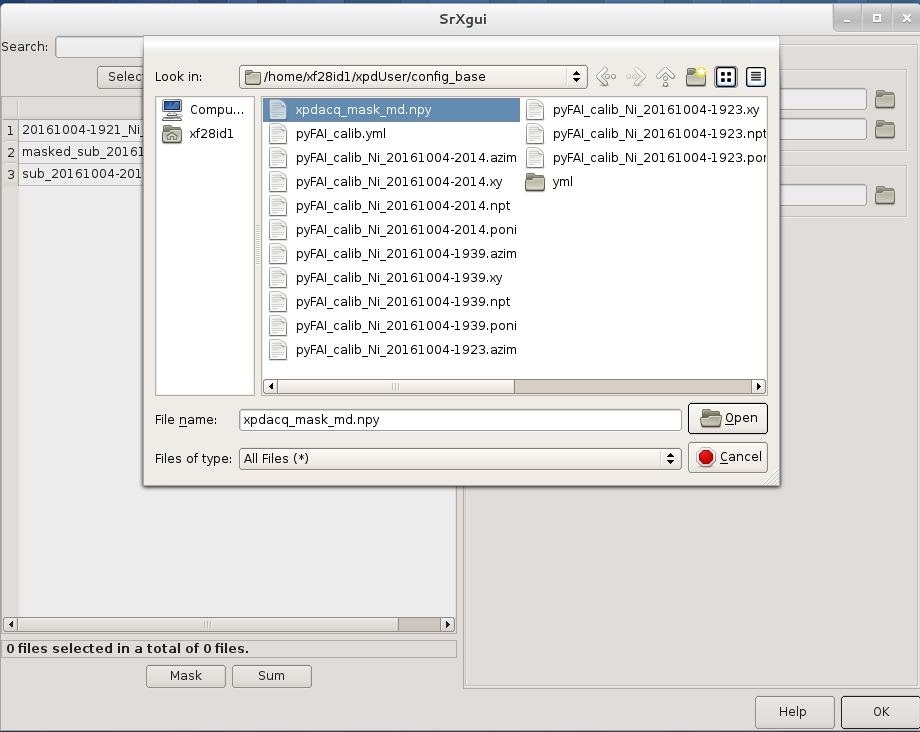 SrXgui
Search:
Selec
1 20161004-1921_Ni_
2 masked_sub_20161
3 sub_20161004-201
Look in: /home/xf28id1/xpdUser/config_base
Compu...
xf28id1
xpdacq_mask_md.npy
pyFAI_calib.yml
pyFAI_calib_Ni_20161004-2014.azim
pyFAI_calib_Ni_20161004-2014.xy
pyFAI_calib_Ni_20161004-2014.npt
pyFAI_calib_Ni_20161004-2014.poni
pyFAI_calib_Ni_20161004-1939.azim
pyFAI_calib_Ni_20161004-1939.xy
pyFAI_calib_Ni_20161004-1939.npt
pyFAI_calib_Ni_20161004-1939.poni
pyFAI_calib_Ni_20161004-1923.azim
pyFAI_calib_Ni_20161004-1923.xy
pyFAI_calib_Ni_20161004-1923.npt
pyFAI_calib_Ni_20161004-1923.por
yml
File name: xpdacq_mask_md.npy
Open
Files of type: All Files (*)
Cancel
0 files selected in a total of 0 files.
Mask Sum
Help OK